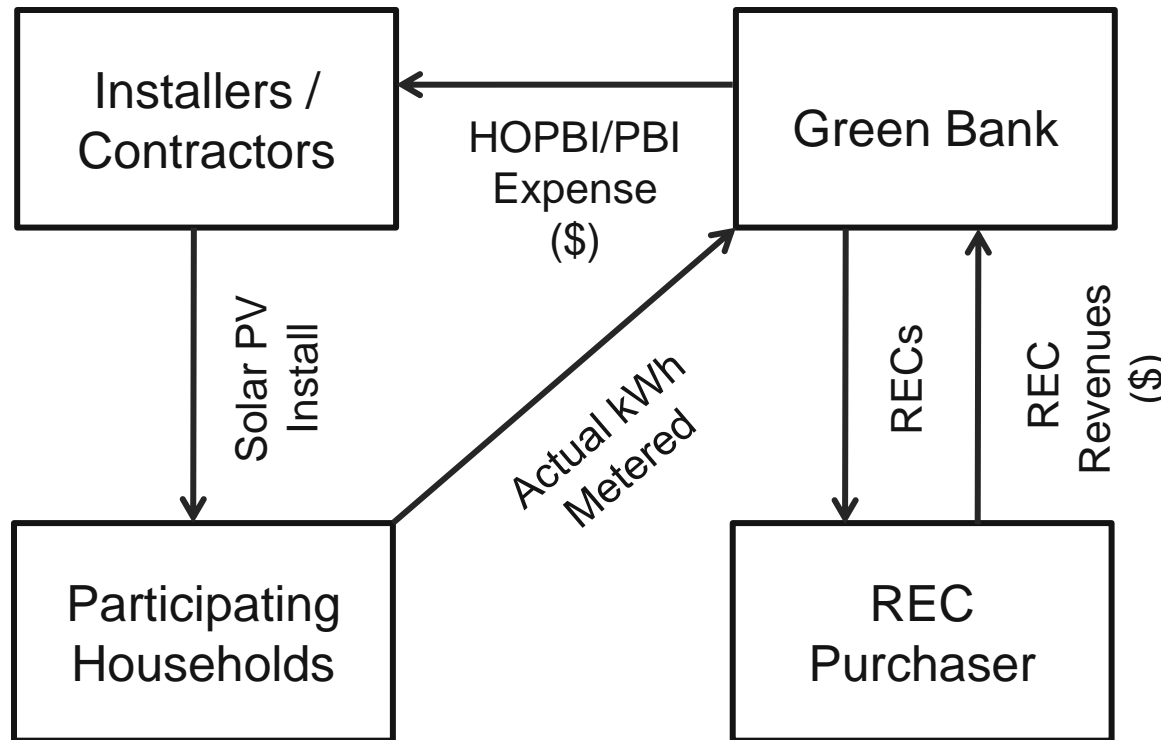 Installers /
Contractors
HOPBI/PBI
Expense
($)
Green Bank
Solar PV
Install
Actual kWh
Metered
RECs
REC
Revenues
($)
Participating
Households
REC
Purchaser